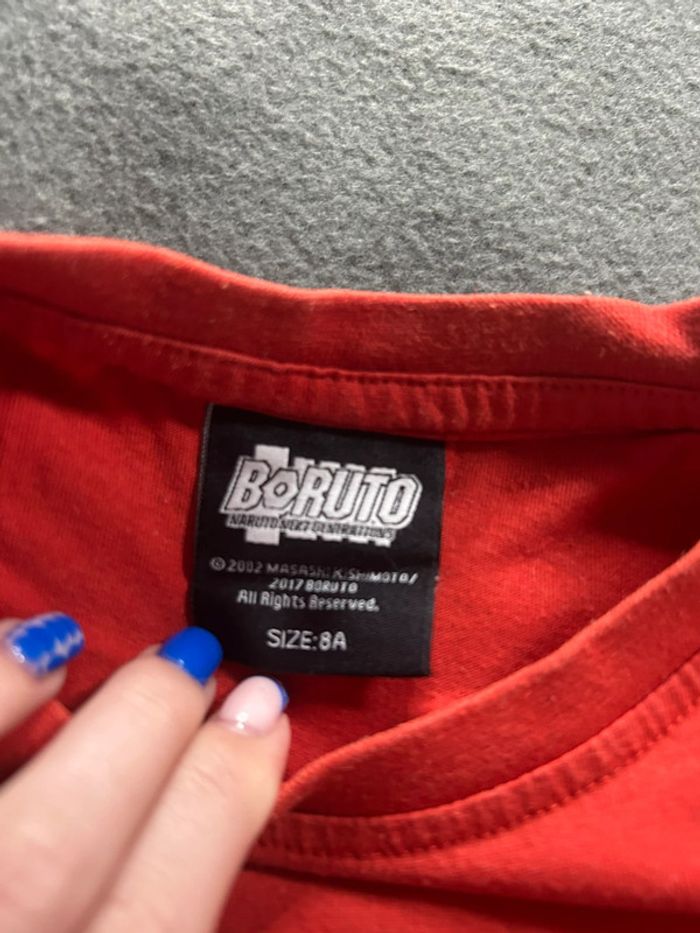 BORUTO
NARUTO NEXT GENERATIONS
©2002 MASASHI KISHIMOTO/
2017 BORUTO
All Rights Reserved.
SIZE:8A